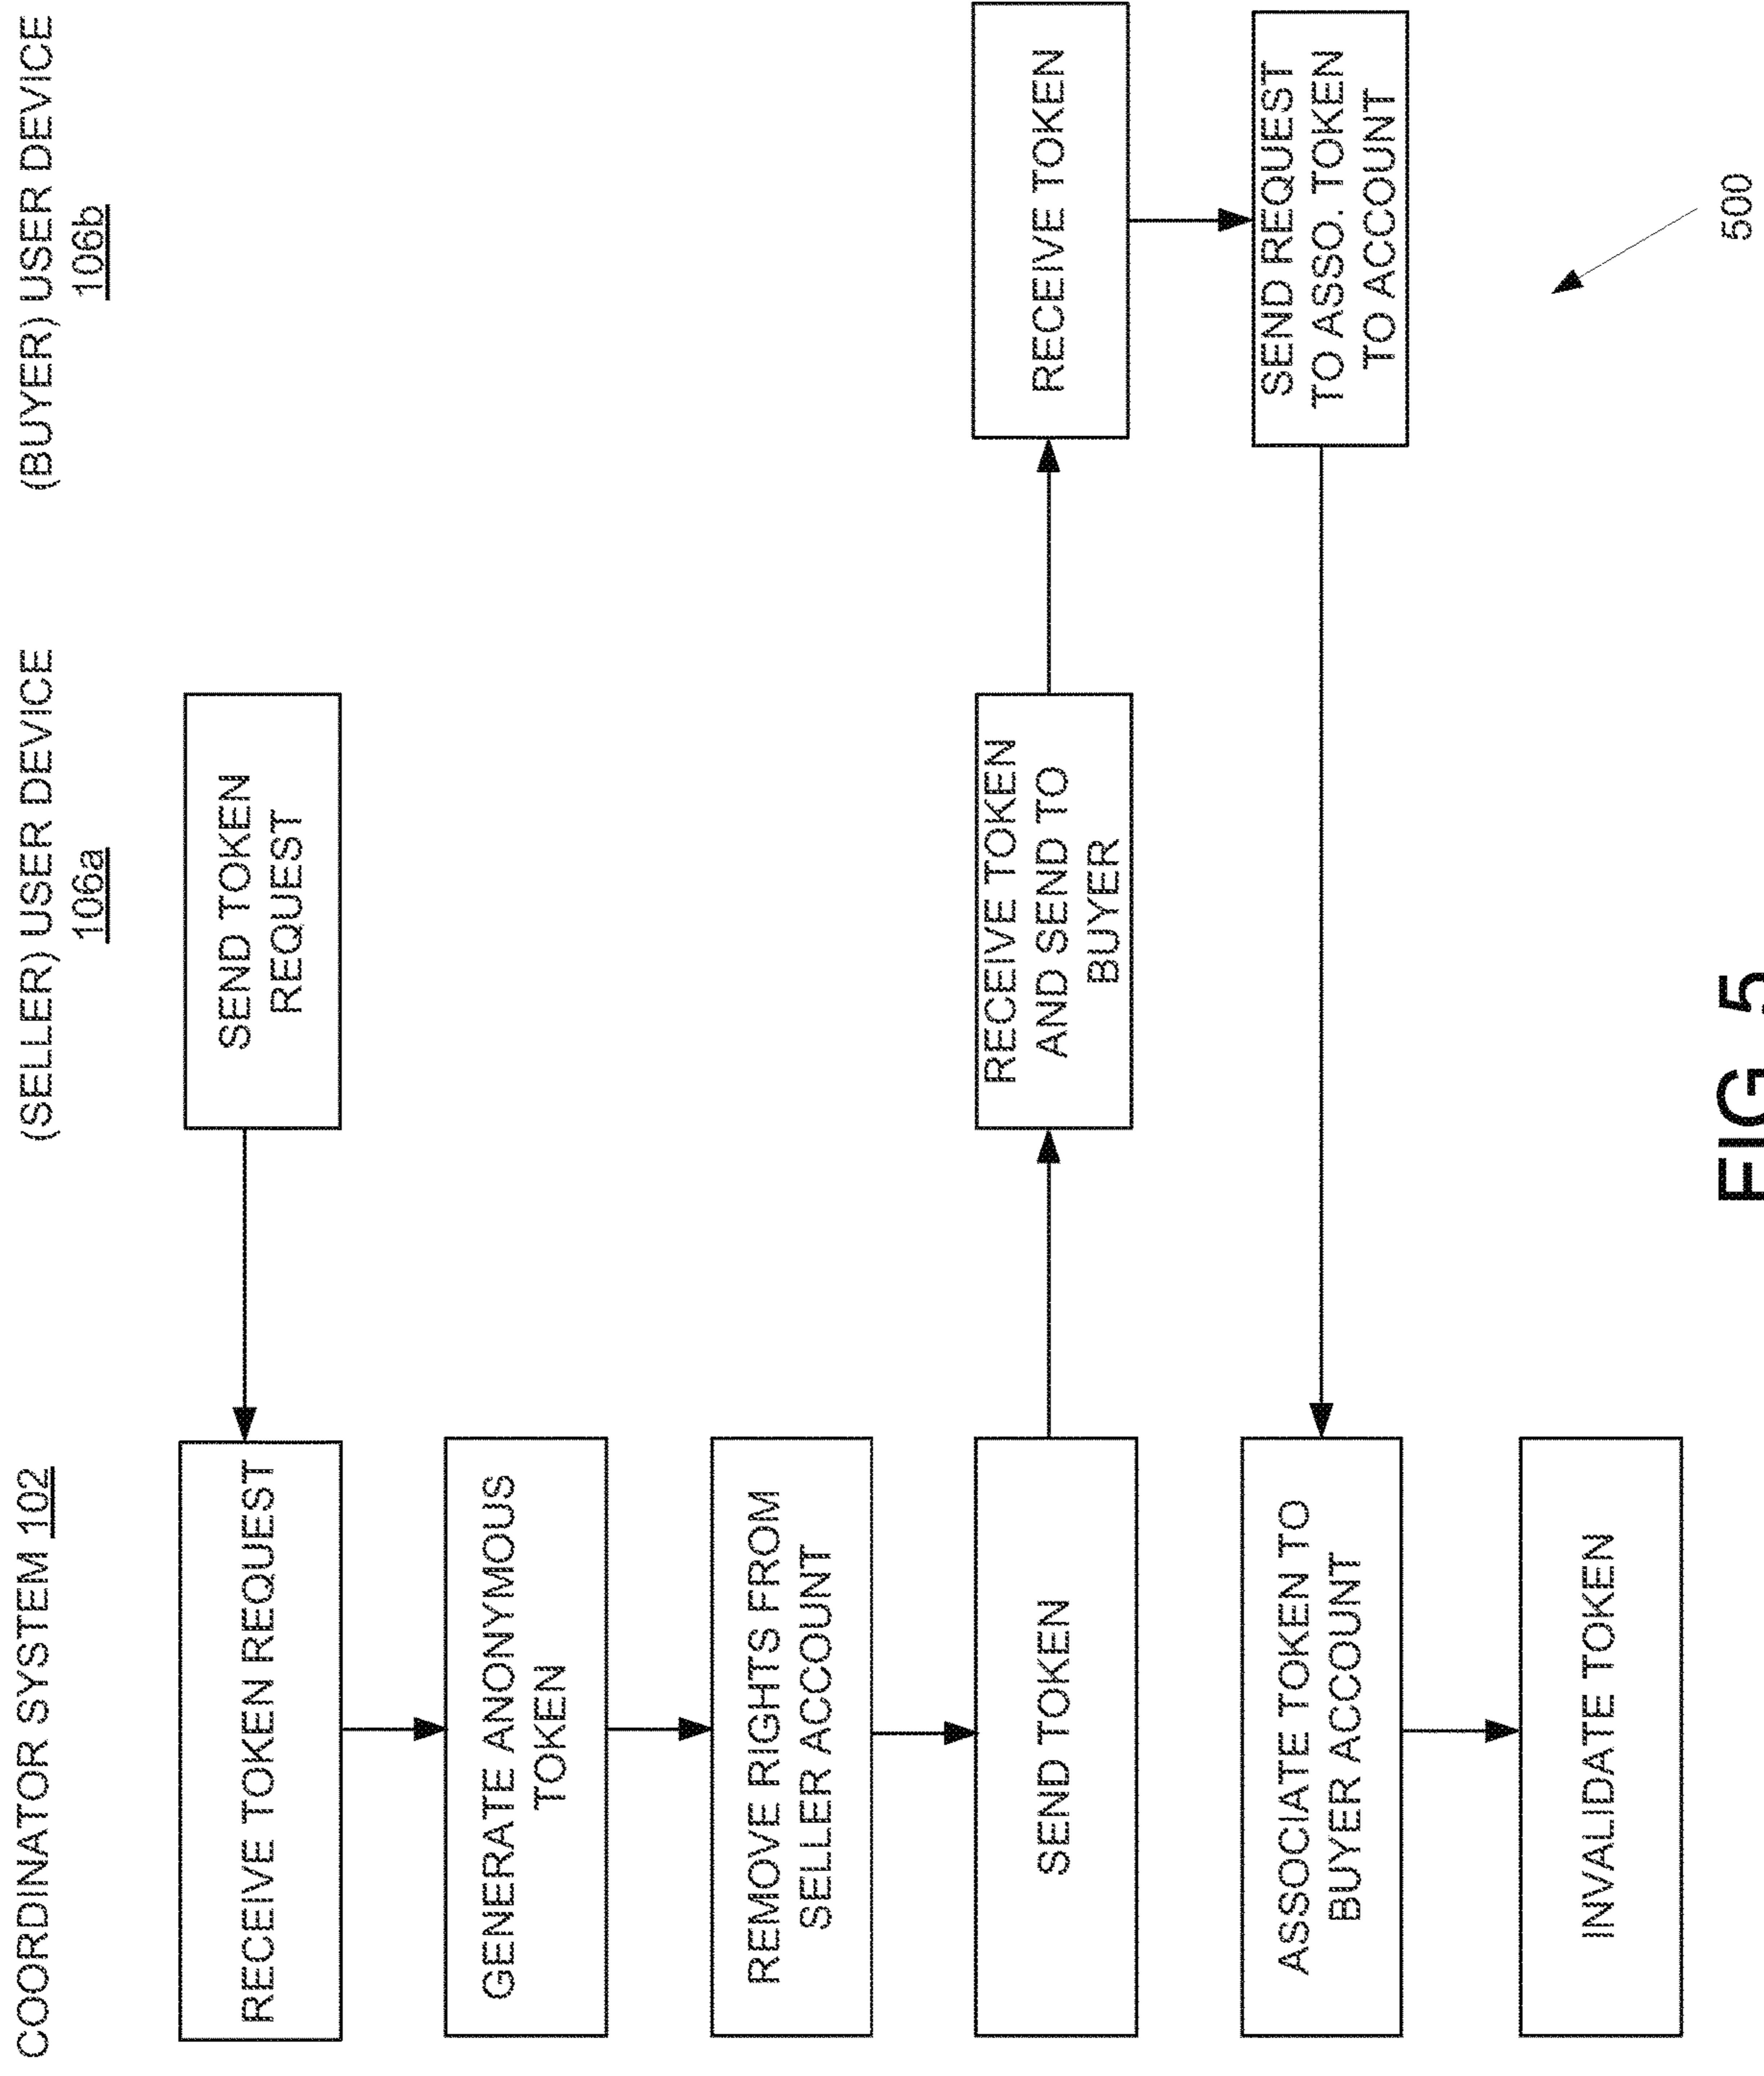 COORDINATOR SYSTEM 102
(SELLER) USER DEVICE
106a
(BUYER) USER DEVICE
106b
SEND TOKEN
REQUEST
RECEIVE TOKEN REQUEST
GENERATE ANONYMOUS
TOKEN
REMOVE RIGHTS FROM
SELLER ACCOUNT
SEND TOKEN
RECEIVE TOKEN
AND SEND TO
BUYER
RECEIVE TOKEN
SEND REQUEST
TO ASSO. TOKEN
TO ACCOUNT
ASSOCIATE TOKEN TO
BUYER ACCOUNT
INVALIDATE TOKEN
500
FIG 5